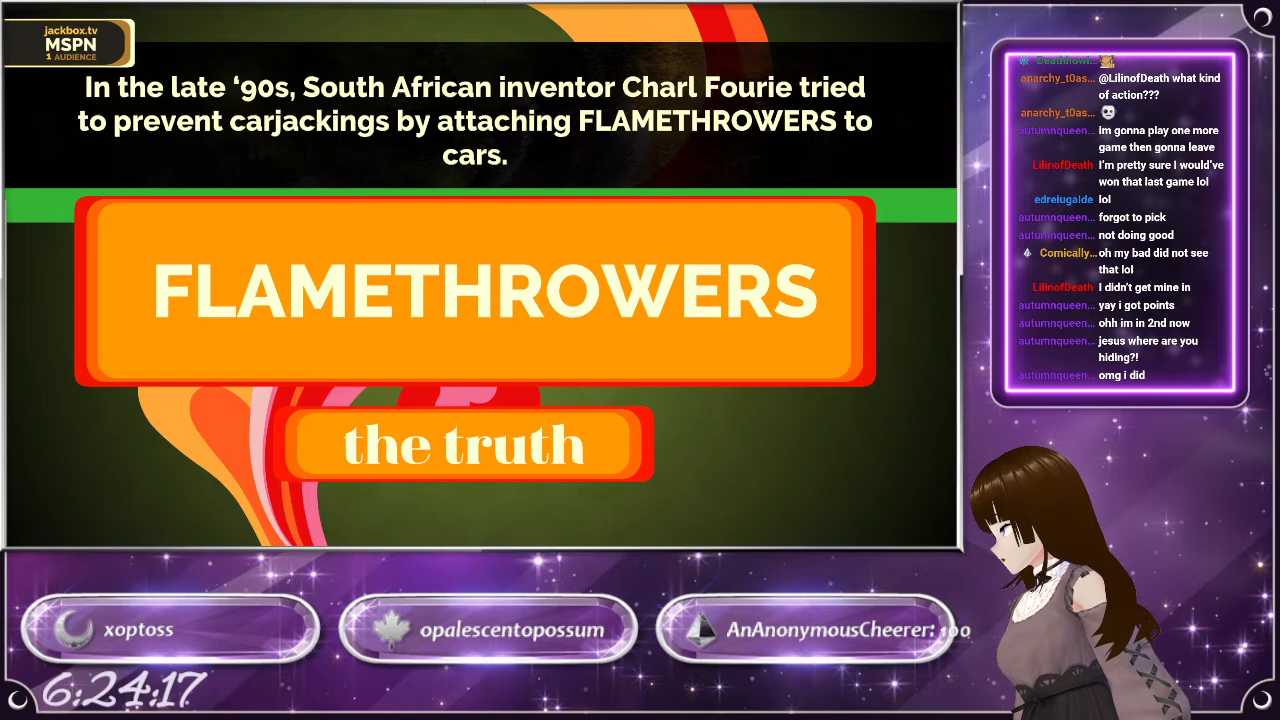 jackbox.tv
MSPN
1 AUDIENCE
In the late ‘90s, South African inventor Charl Fourie tried
to prevent carjackings by attaching FLAMETHROWERS to
cars.
FLAMETHROWERS
the truth
Deathhowl...
anarchy_t0as... @LilinofDeath what kind
of action???
anarchy_t0as...
autumnqueen... im gonna play one more
game then gonna leave
LilinofDeath I'm pretty sure I would've
won that last game lol
edreiugalde lol
autumnqueen... forgot to pick
autumnqueen... not doing good
Comically... oh my bad did not see
that lol
LilinofDeath I didn't get mine in
autumnqueen... yay i got points
autumnqueen... ohh im in 2nd now
autumnqueen... jesus where are you
hiding?!
autumnqueen... omg i did
xoptoss
opalescentopossum
AnAnonymousCheerer: 100
6:24:17